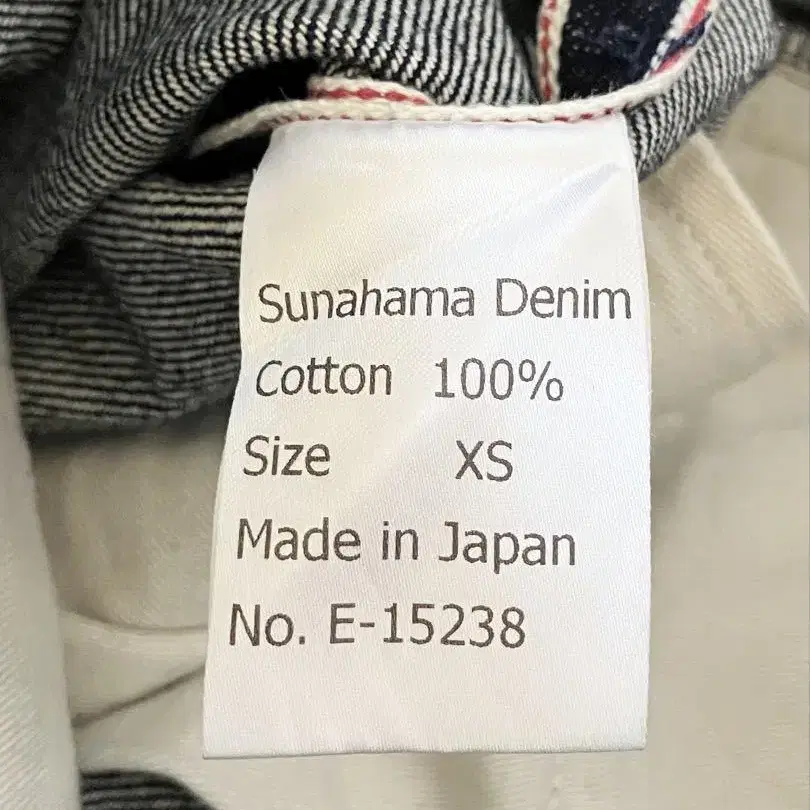 Sunahama Denim
Cotton 100%
Size XS
Made in Japan
No. E-15238